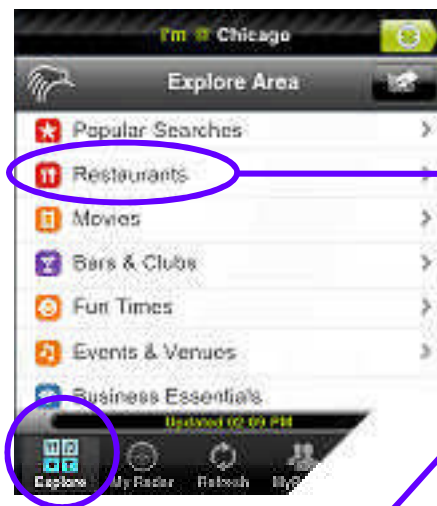 I'm @ Chicago
Explore Area
Popular Searches
Restaurants
Movies
Bars & Clubs
Fun Times
Events & Venues
Business Essentials
Updated 02:09 PM
Explore My Radar Refresh